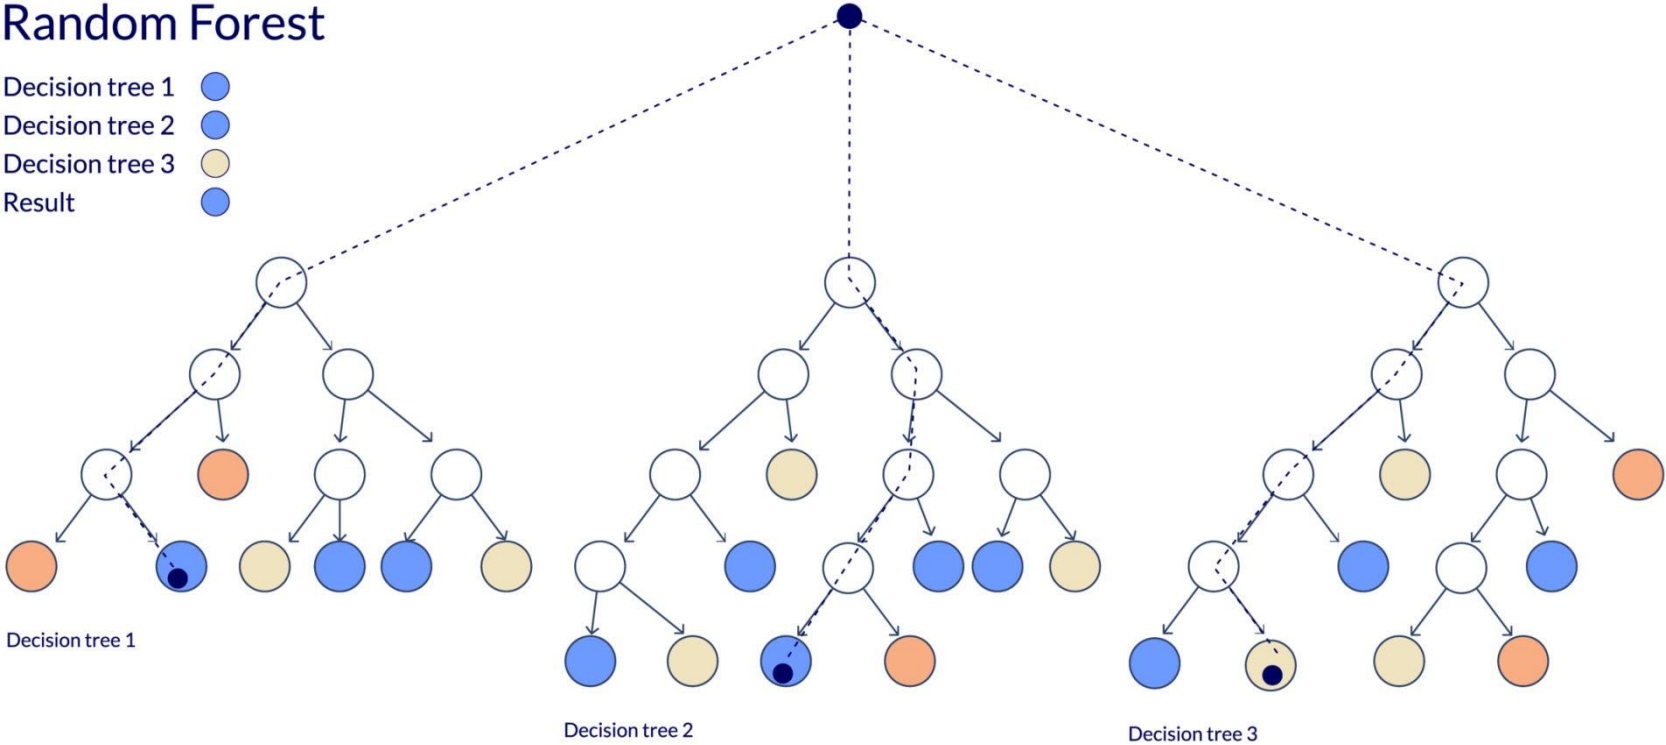 Random Forest
Decision tree 1
Decision tree 2
Decision tree 3
Result
Decision tree 1
Decision tree 2
Decision tree 3